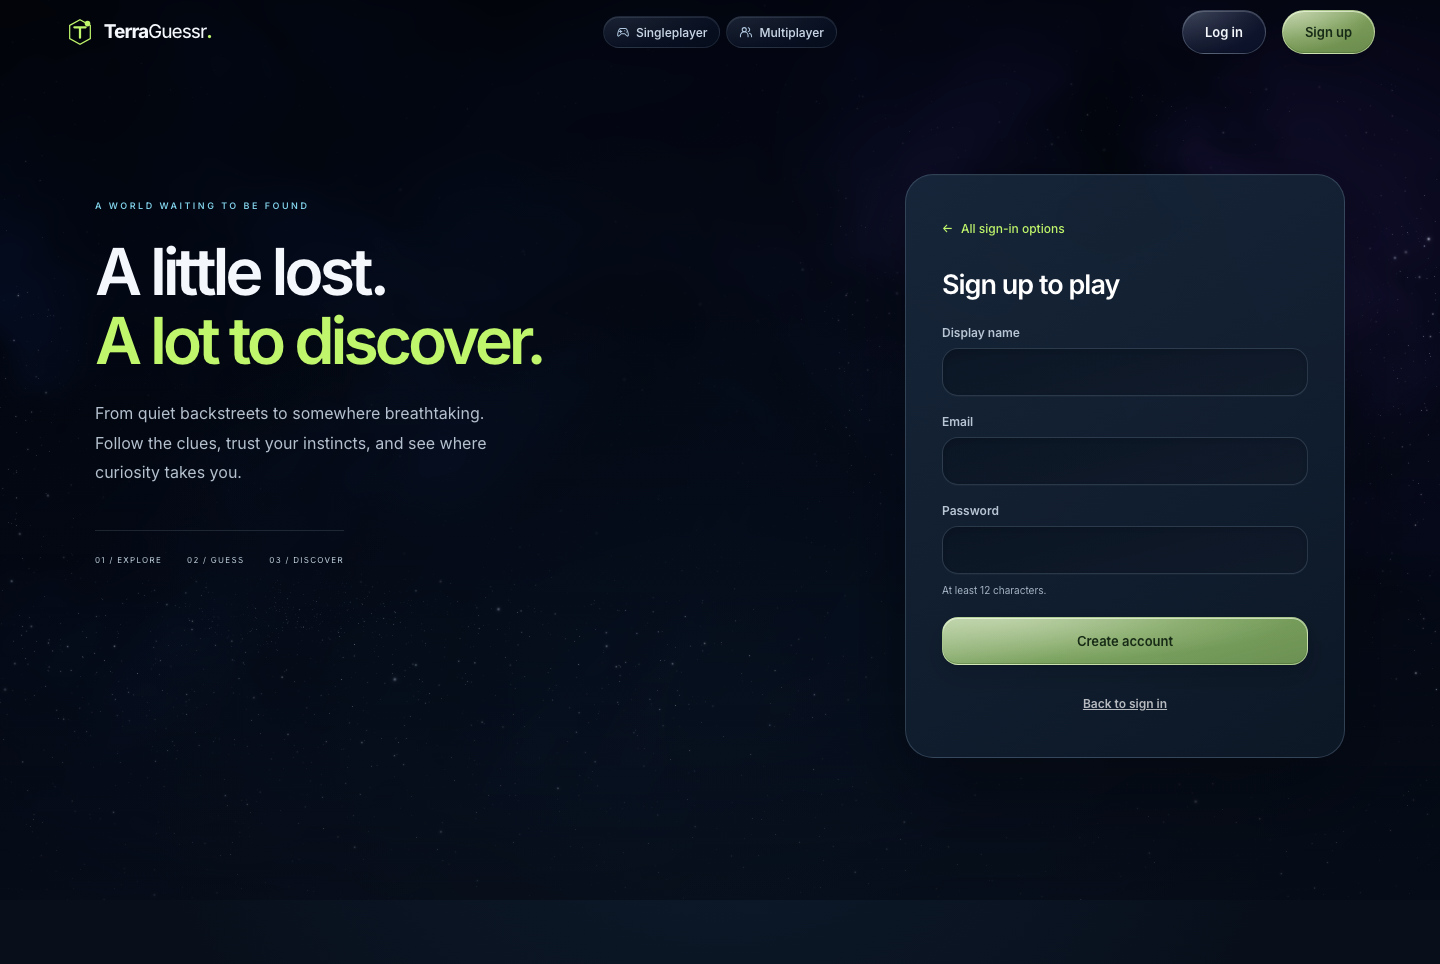 TerraGuessr.
Singleplayer
Multiplayer
Log in
Sign up
A WORLD WAITING TO BE FOUND
A little lost.
A lot to discover.
From quiet backstreets to somewhere breathtaking.
Follow the clues, trust your instincts, and see where
curiosity takes you.
01 / EXPLORE
02 / GUESS
03 / DISCOVER
← All sign-in options
Sign up to play
Display name
Email
Password
At least 12 characters.
Create account
Back to sign in